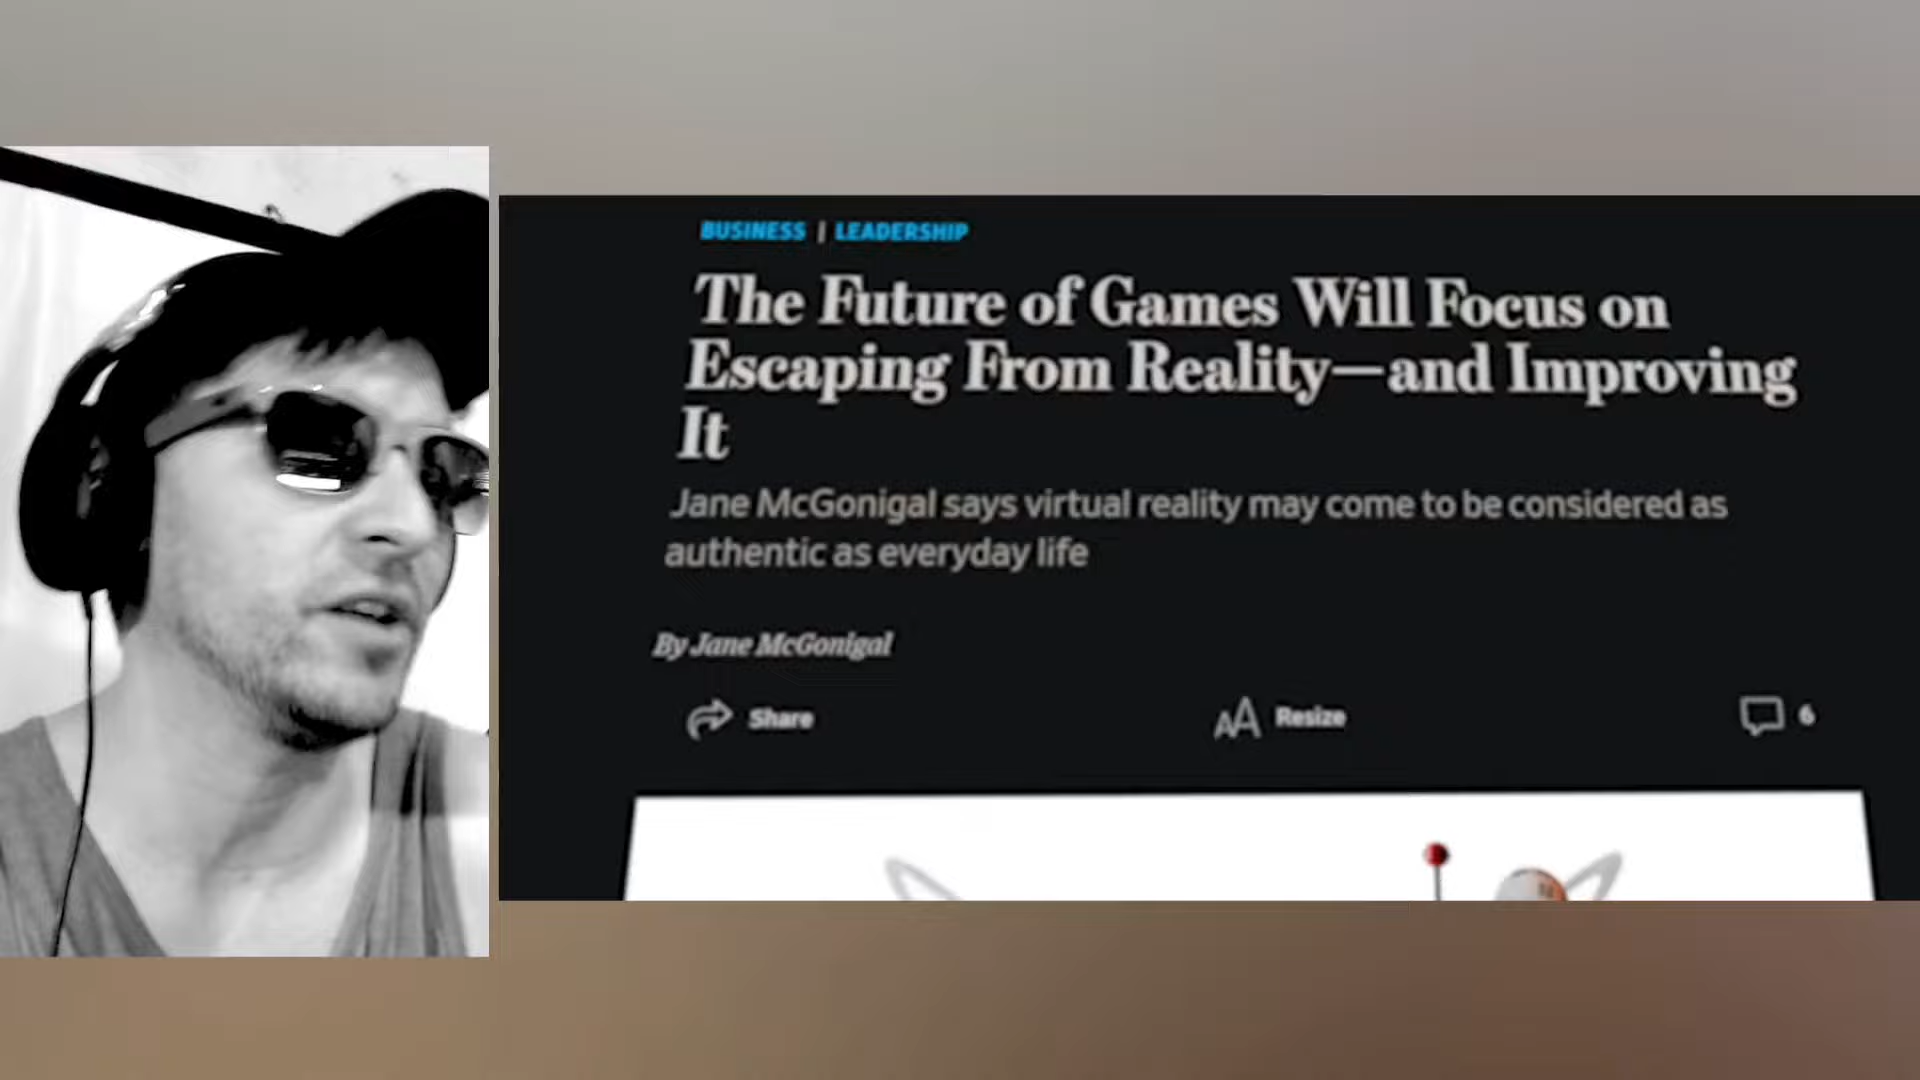 BUSINESS | LEADERSHIP
The Future of Games Will Focus on
Escaping From Reality—and Improving
It
Jane McGonigal says virtual reality may come to be considered as
authentic as everyday life
By Jane McGonigal
Share Resize 6